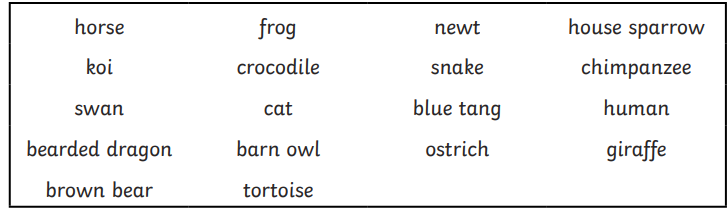 horse frog newt house sparrow
koi crocodile snake chimpanzee
swan cat blue tang human
bearded dragon barn owl ostrich giraffe
brown bear tortoise